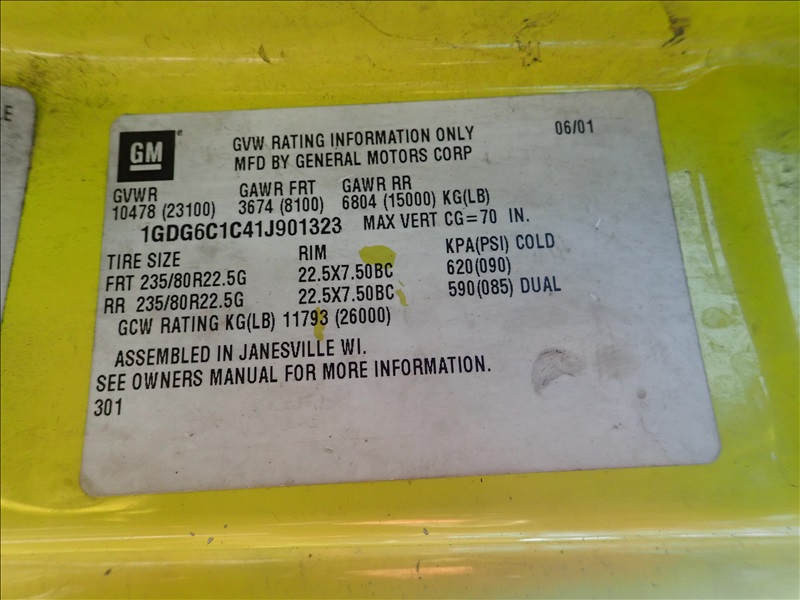 LE
GM
GVW RATING INFORMATION ONLY 06/01
MFD BY GENERAL MOTORS CORP
GVWR GAWR FRT GAWR RR
10478 (23100) 3674 (8100) 6804 (15000) KG(LB)
1GDG6C1C41J901323 MAX VERT CG=70 IN.
TIRE SIZE RIM KPA(PSI) COLD
FRT 235/80R22.5G 22.5X7.50BC 620(090)
RR 235/80R22.5G 22.5X7.50BC 590(085) DUAL
GCW RATING KG(LB) 11793 (26000)
ASSEMBLED IN JANESVILLE WI.
SEE OWNERS MANUAL FOR MORE INFORMATION.
301